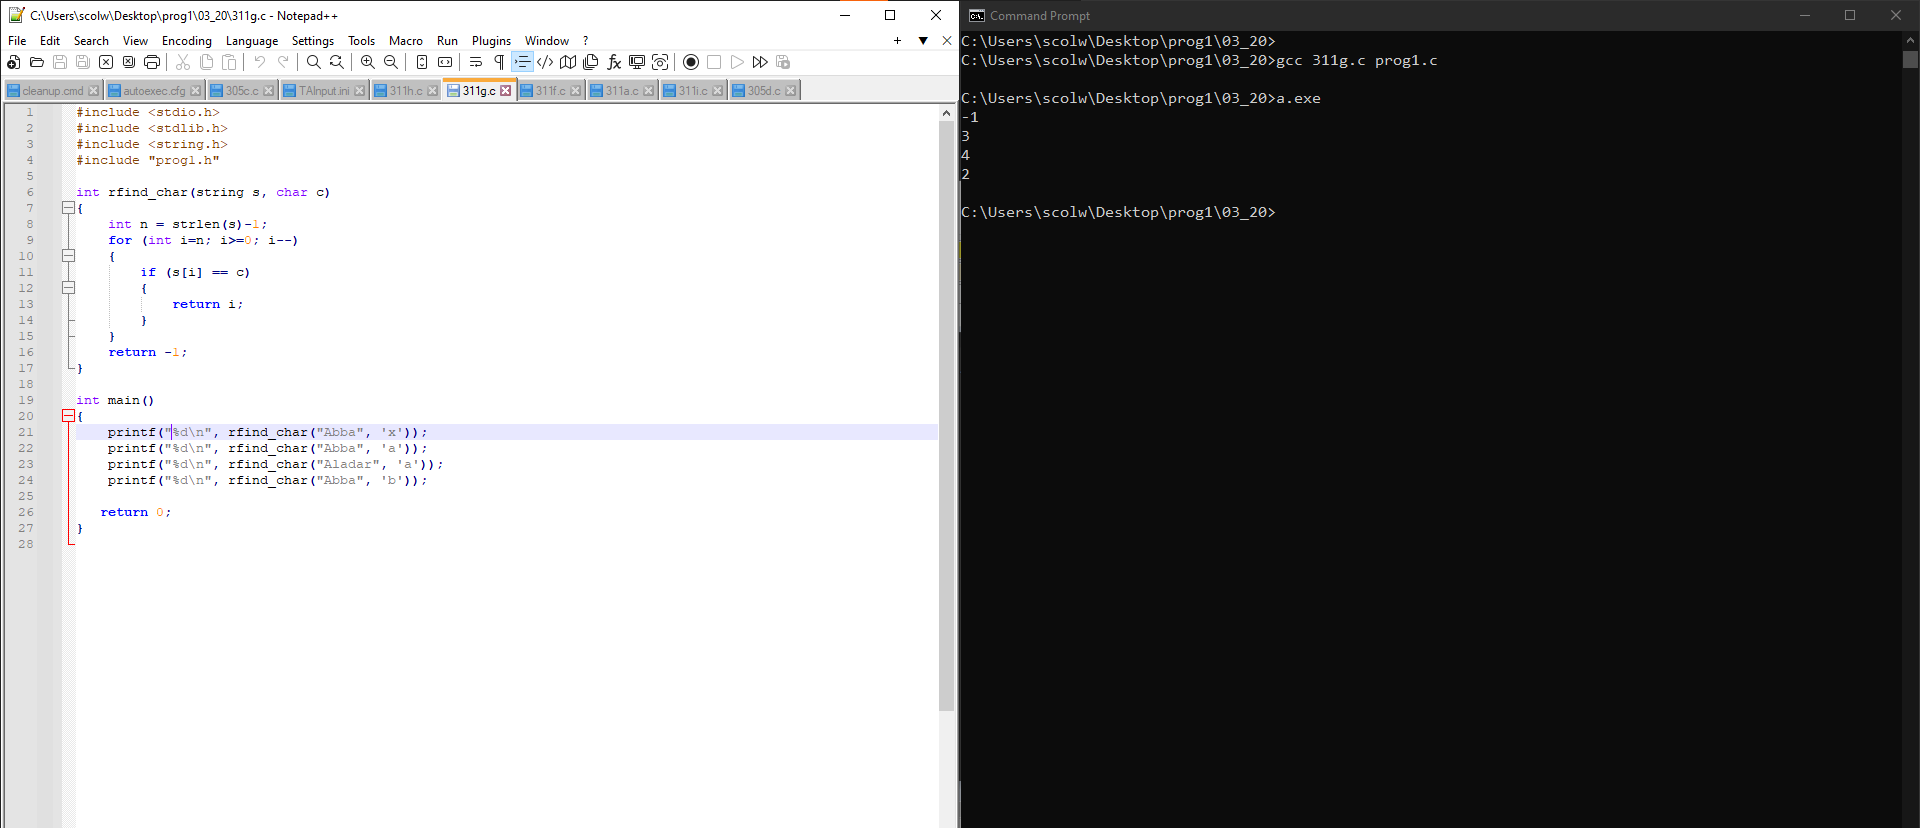 C:\Users\scolw\Desktop\prog1\03_20\311g.c - Notepad++
File Edit Search View Encoding Language Settings Tools Macro Run Plugins Window ?
cleanup.cmd autoexec.cfg 305c.c TAInput.ini 311h.c 311g.c 311f.c 311a.c 311i.c 305d.c
1 #include <stdio.h>
2 #include <stdlib.h>
3 #include <string.h>
4 #include "prog1.h"
5
6 int rfind_char(string s, char c)
7 {
8 int n = strlen(s)-1;
9 for (int i=n; i>=0; i--)
10 {
11 if (s[i] == c)
12 {
13 return i;
14 }
15 }
16 return -1;
17 }
18
19 int main()
20 {
21 printf("%d\n", rfind_char("Abba", 'x'));
22 printf("%d\n", rfind_char("Abba", 'a'));
23 printf("%d\n", rfind_char("Aladar", 'a'));
24 printf("%d\n", rfind_char("Abba", 'b'));
25
26 return 0;
27 }
28
Command Prompt
C:\Users\scolw\Desktop\prog1\03_20>
C:\Users\scolw\Desktop\prog1\03_20>gcc 311g.c prog1.c
C:\Users\scolw\Desktop\prog1\03_20>a.exe
-1
3
4
2
C:\Users\scolw\Desktop\prog1\03_20>